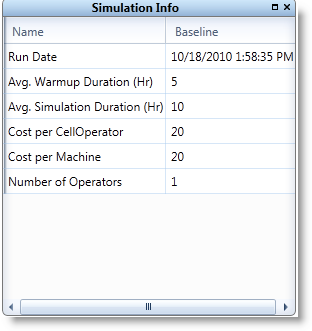 Simulation Info
Name Baseline
Run Date 10/18/2010 1:58:35 PM
Avg. Warmup Duration (Hr) 5
Avg. Simulation Duration (Hr) 10
Cost per CellOperator 20
Cost per Machine 20
Number of Operators 1